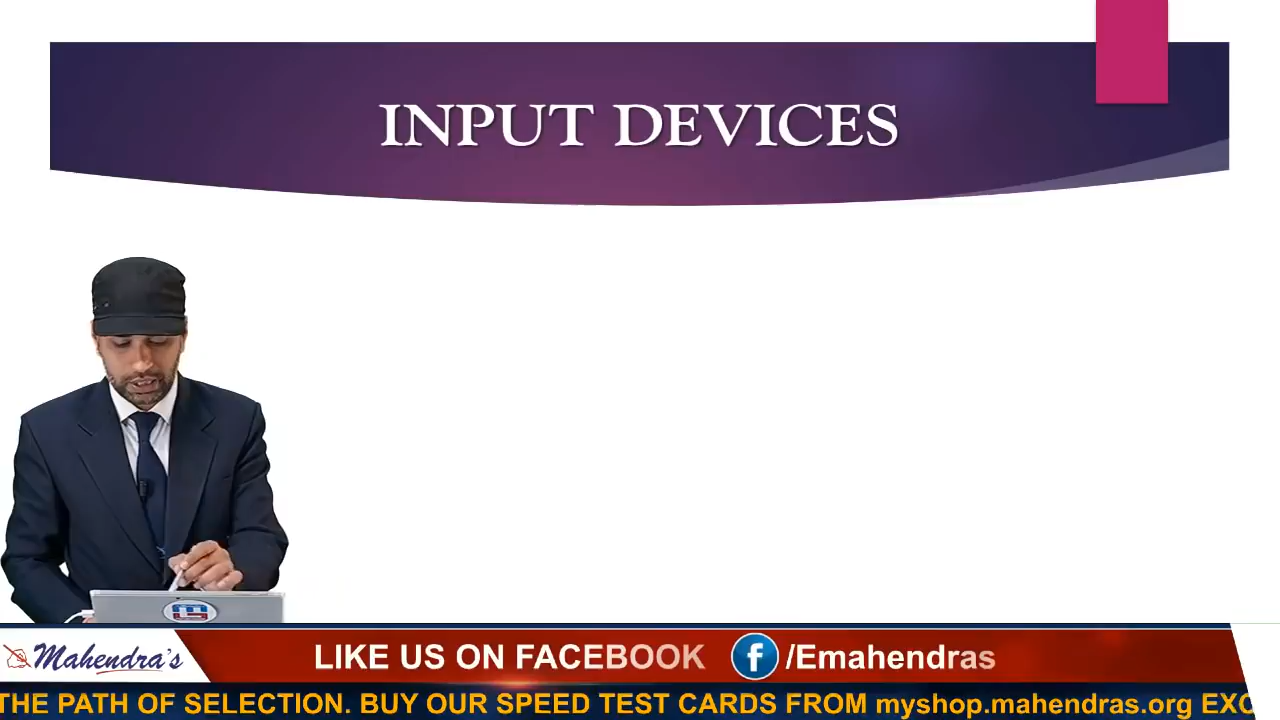 INPUT DEVICES
Mahendra's
LIKE US ON FACEBOOK
/Emahendras
THE PATH OF SELECTION. BUY OUR SPEED TEST CARDS FROM myshop.mahendras.org EXC